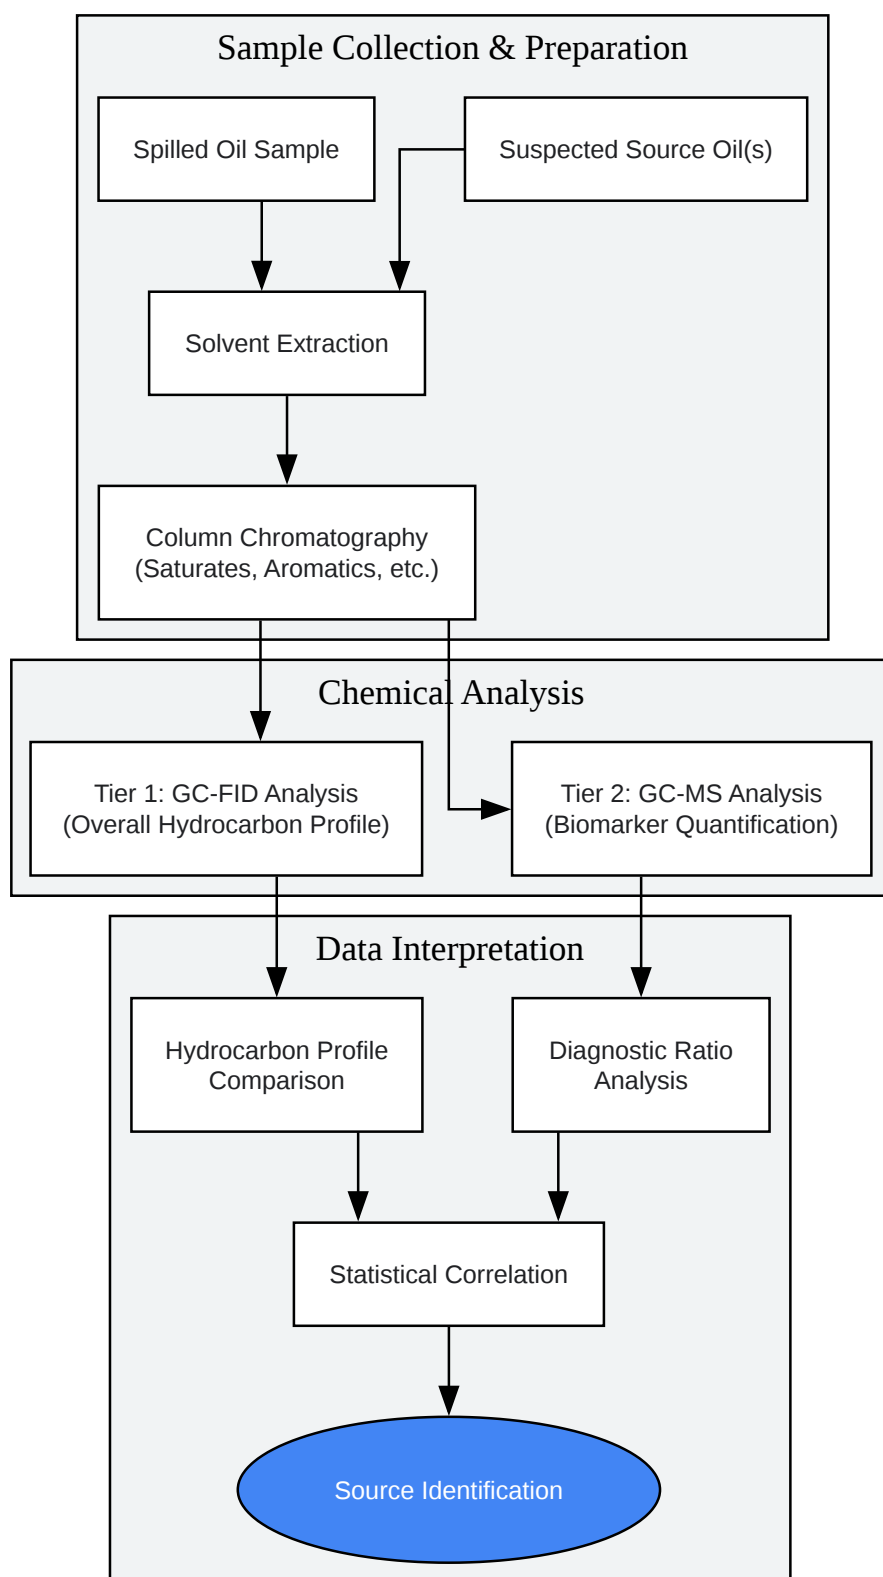 Sample Collection & Preparation
Spilled Oil Sample
Suspected Source Oil(s)
Solvent Extraction
Column Chromatography
(Saturates, Aromatics, etc.)
Chemical Analysis
Tier 1: GC-FID Analysis
(Overall Hydrocarbon Profile)
Tier 2: GC-MS Analysis
(Biomarker Quantification)
Data Interpretation
Hydrocarbon Profile
Comparison
Diagnostic Ratio
Analysis
Statistical Correlation
Source Identification